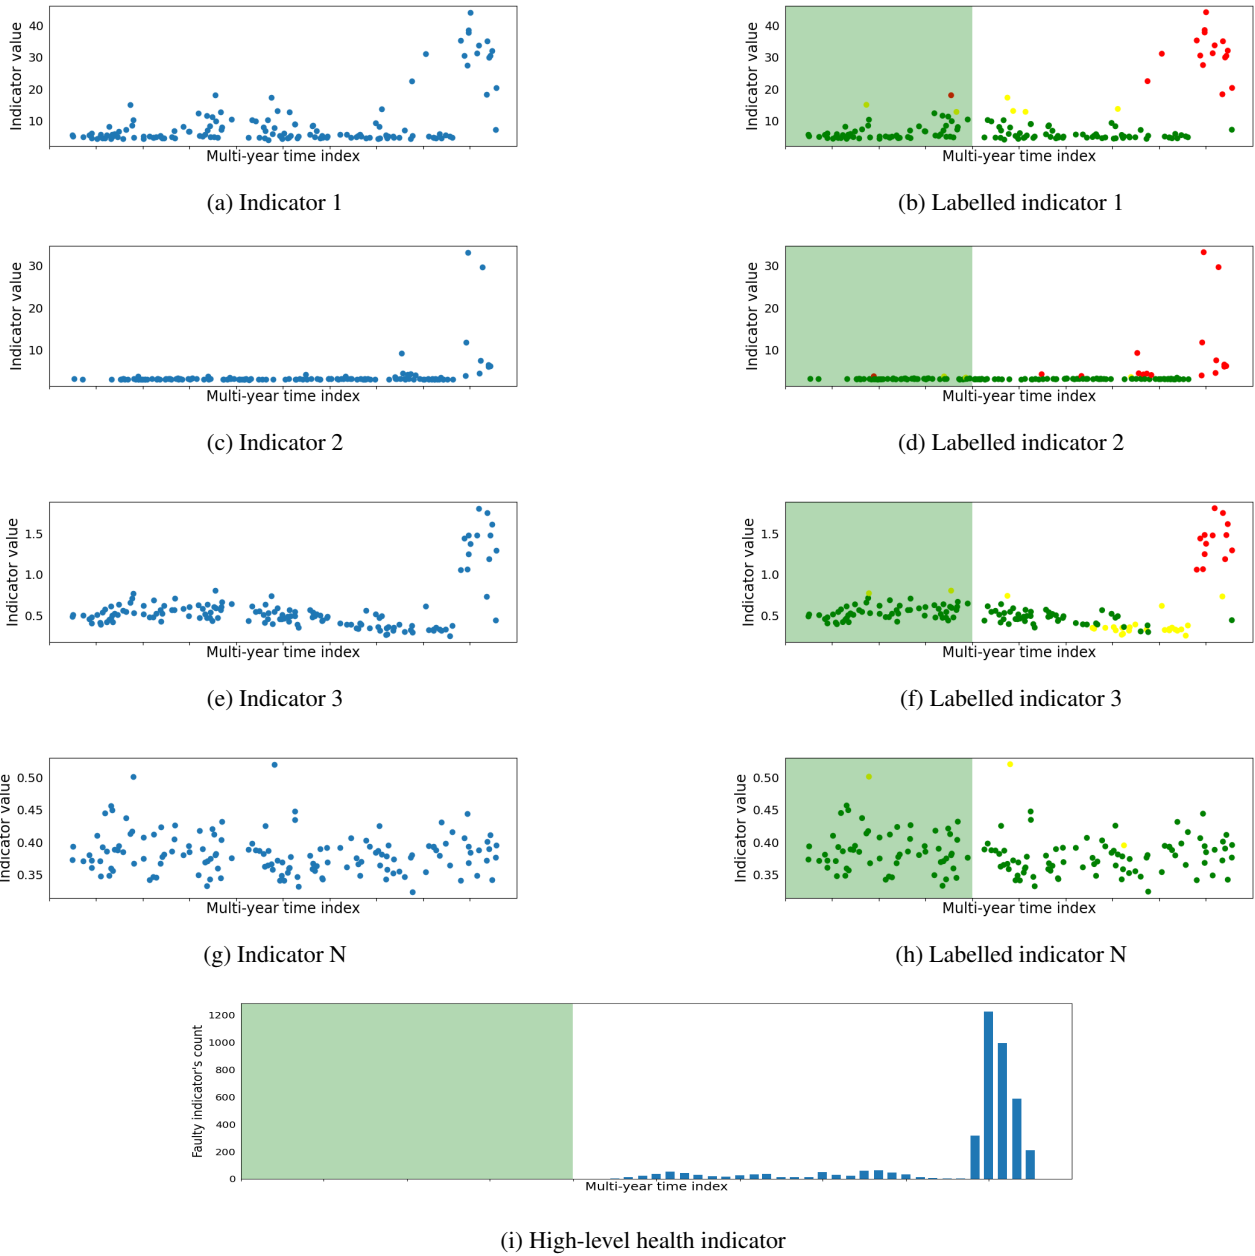 Indicator value
40
30
20
10
Multi-year time index
(a) Indicator 1
Indicator value
40
30
20
10
Multi-year time index
(b) Labelled indicator 1
Indicator value
30
20
10
Multi-year time index
(c) Indicator 2
Indicator value
30
20
10
Multi-year time index
(d) Labelled indicator 2
Indicator value
1.5
1.0
0.5
Multi-year time index
(e) Indicator 3
Indicator value
1.5
1.0
0.5
Multi-year time index
(f) Labelled indicator 3
Indicator value
0.50
0.45
0.40
0.35
Multi-year time index
(g) Indicator N
Indicator value
0.50
0.45
0.40
0.35
Multi-year time index
(h) Labelled indicator N
Faulty indicator's count
1200
1000
800
600
400
200
0
Multi-year time index
(i) High-level health indicator